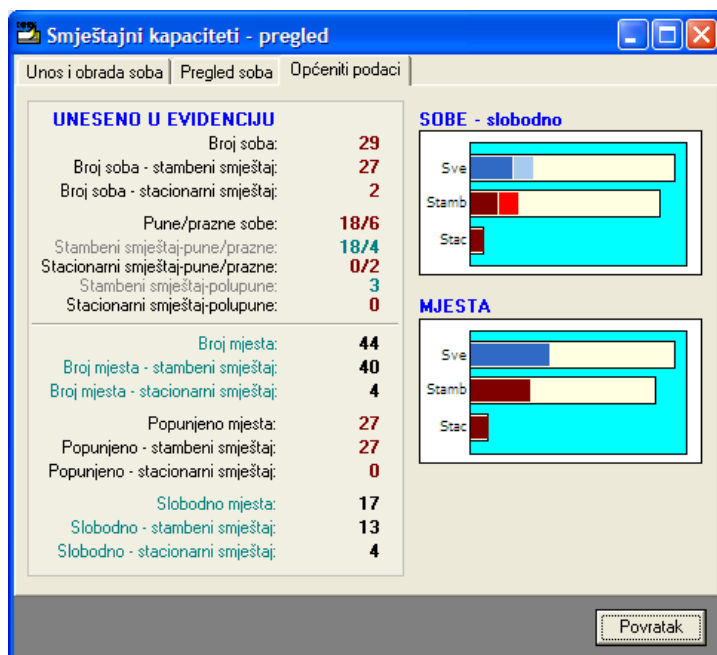 Smještajni kapaciteti - pregled
Unos i obrada soba Pregled soba Općeniti podaci
UNESENO U EVIDENCIJU
Broj soba: 29
Broj soba - stambeni smještaj: 27
Broj soba - stacionarni smještaj: 2
Pune/prazne sobe: 18/6
Stambeni smještaj-pune/prazne: 18/4
Stacionarni smještaj-pune/prazne: 0/2
Stambeni smještaj-polupune: 3
Stacionarni smještaj-polupune: 0
Broj mjesta: 44
Broj mjesta - stambeni smještaj: 40
Broj mjesta - stacionarni smještaj: 4
Popunjeno mjesta: 27
Popunjeno - stambeni smještaj: 27
Popunjeno - stacionarni smještaj: 0
Slobodno mjesta: 17
Slobodno - stambeni smještaj: 13
Slobodno - stacionarni smještaj: 4
SOBE - slobodno
Sve
Stamb
Stac
MJESTA
Sve
Stamb
Stac
Povratak